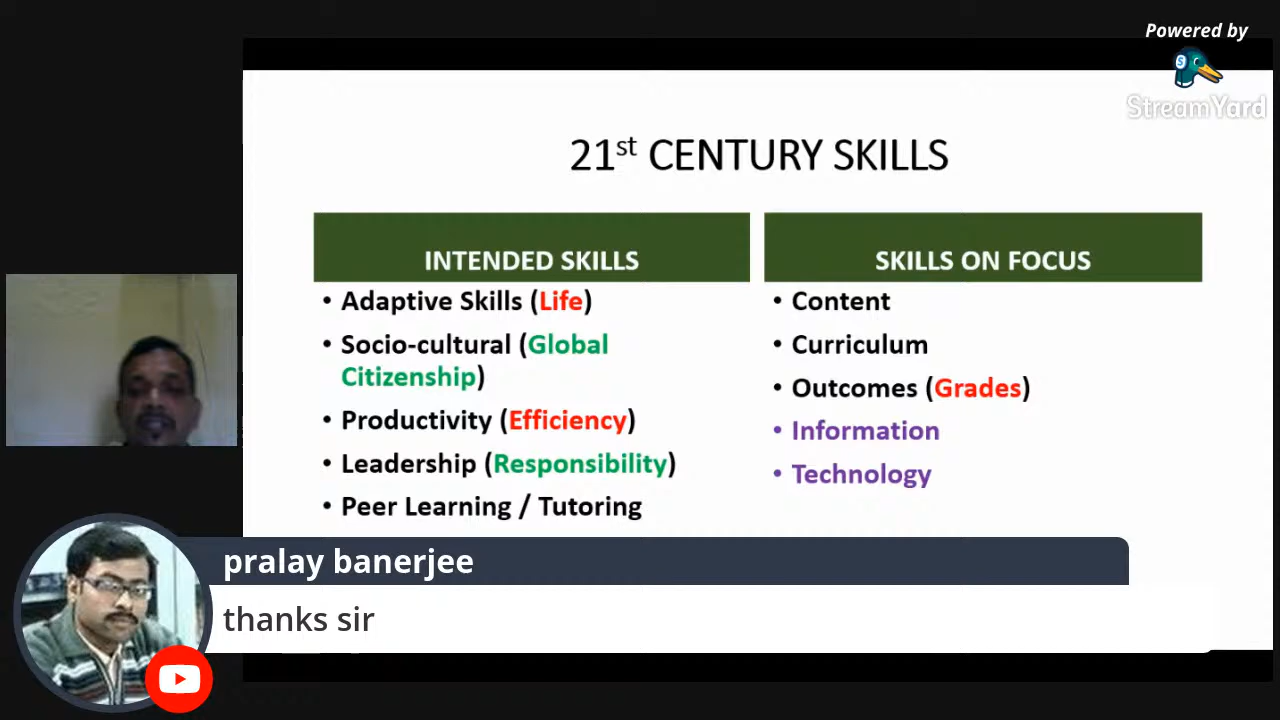 Powered by
StreamYard
21st CENTURY SKILLS
INTENDED SKILLS
• Adaptive Skills (Life)
• Socio-cultural (Global
Citizenship)
• Productivity (Efficiency)
• Leadership (Responsibility)
• Peer Learning / Tutoring
SKILLS ON FOCUS
• Content
• Curriculum
• Outcomes (Grades)
• Information
• Technology
pralay banerjee
thanks sir